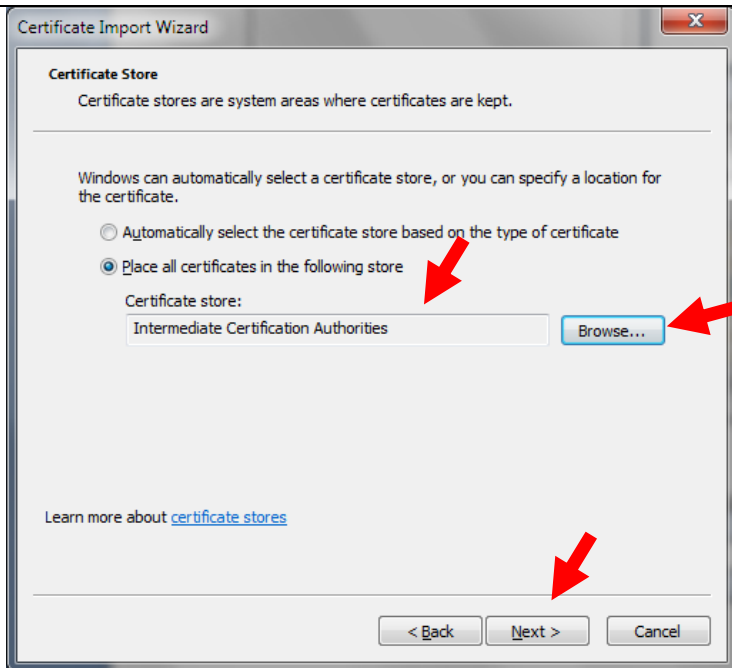 Certificate Import Wizard
Certificate Store
Certificate stores are system areas where certificates are kept.
Windows can automatically select a certificate store, or you can specify a location for
the certificate.
Automatically select the certificate store based on the type of certificate
Place all certificates in the following store
Certificate store:
Intermediate Certification Authorities
Browse...
Learn more about certificate stores
< Back Next > Cancel